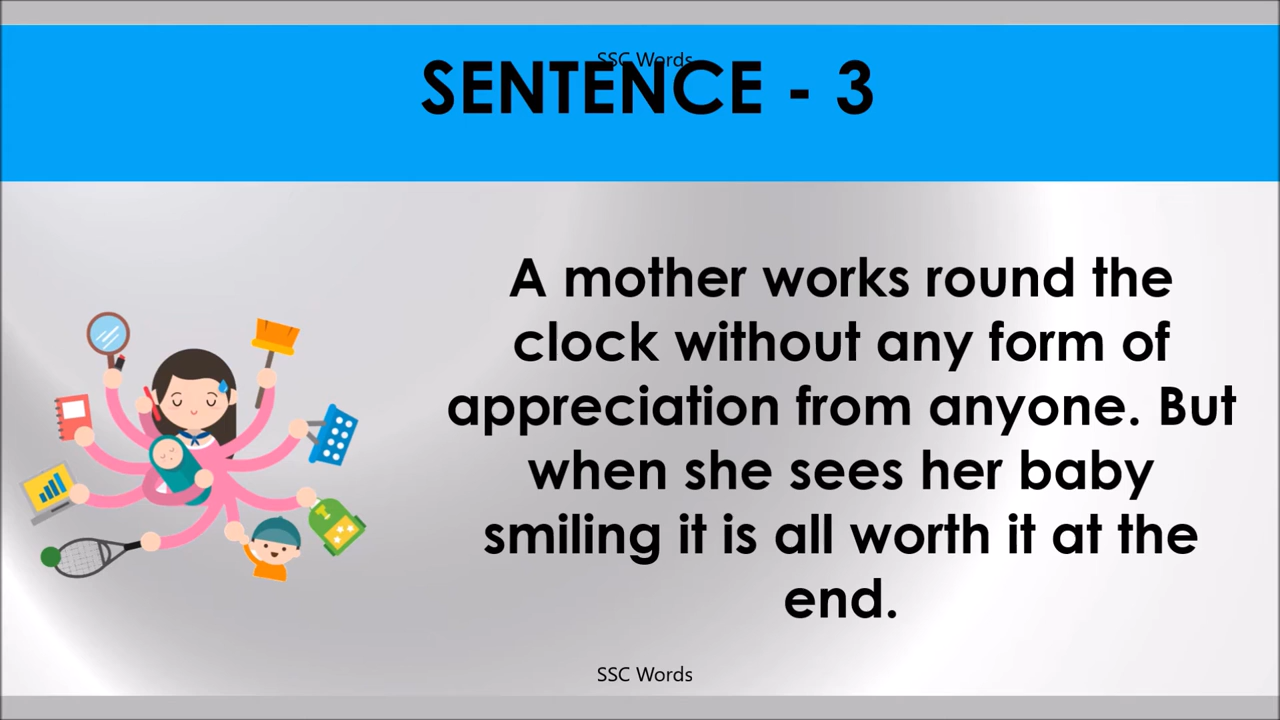 SSC Words
SENTENCE - 3
A mother works round the
clock without any form of
appreciation from anyone. But
when she sees her baby
smiling it is all worth it at the
end.
SSC Words